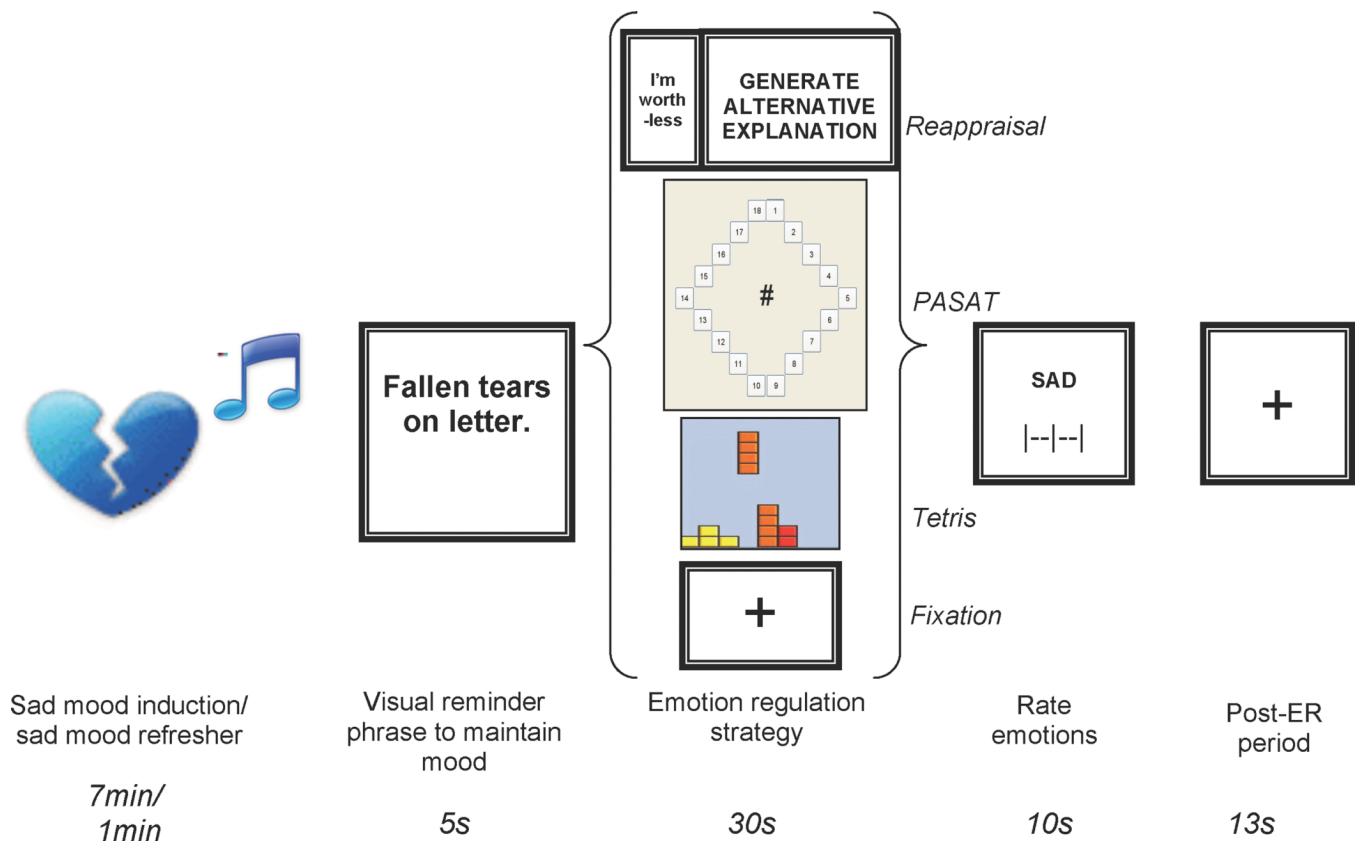 I'm
worth
-less
GENERATE
ALTERNATIVE
EXPLANATION
Reappraisal
18 1
17 2
16 3
15 4
14 # 5
PASAT
13 6
12 7
11 8
10 9
Fallen tears
on letter.
SAD
|--|--|
+
Tetris
+
Fixation
Sad mood induction/
sad mood refresher
7min/
1min
Visual reminder
phrase to maintain
mood
5s
Emotion regulation
strategy
30s
Rate
emotions
10s
Post-ER
period
13s